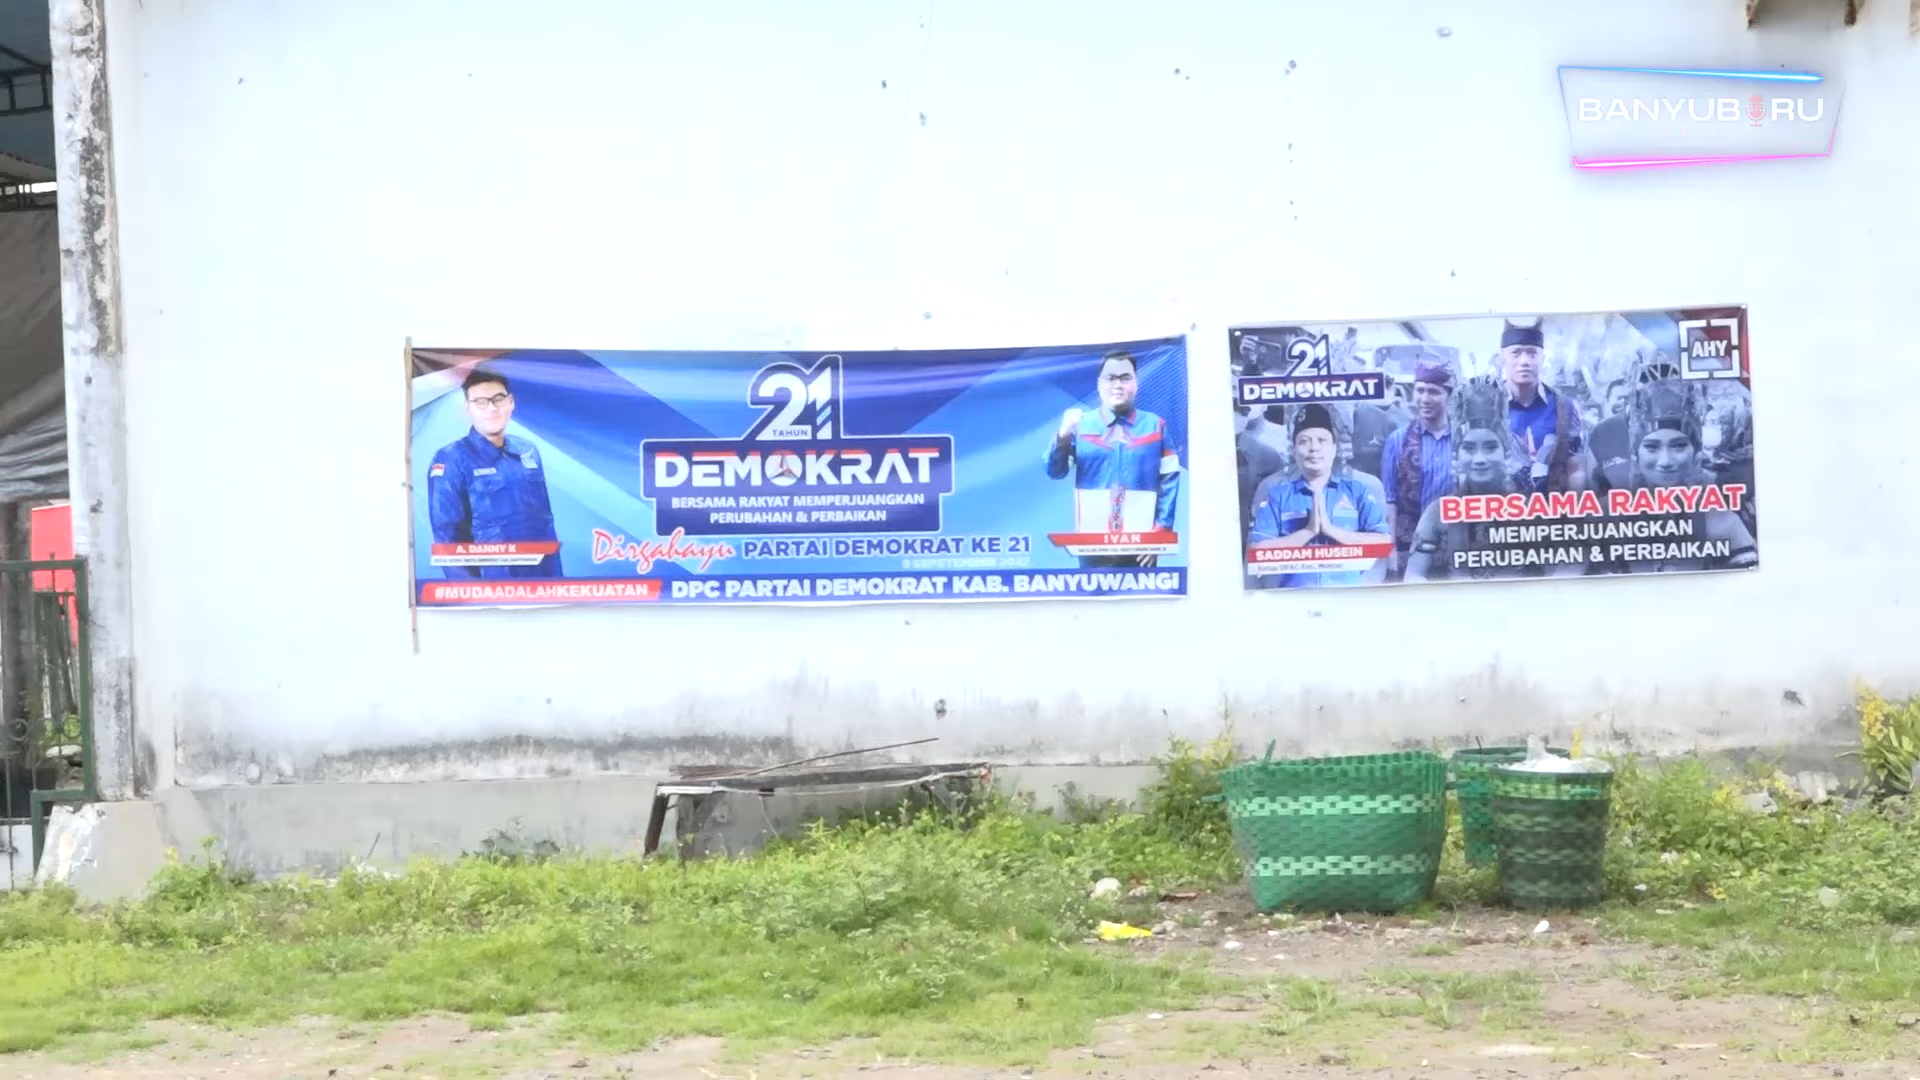 BANYUBURU
21
TAHUN
DEMOKRAT
BERSAMA RAKYAT MEMPERJUANGKAN
PERUBAHAN & PERBAIKAN
Dirgahayu PARTAI DEMOKRAT KE 21
A. DANNY K
IVAN
#MUDAADALAHKEKUATAN
DPC PARTAI DEMOKRAT KAB. BANYUWANGI
21
DEMOKRAT
AHY
BERSAMA RAKYAT
MEMPERJUANGKAN
PERUBAHAN & PERBAIKAN
SADDAM HUSEIN